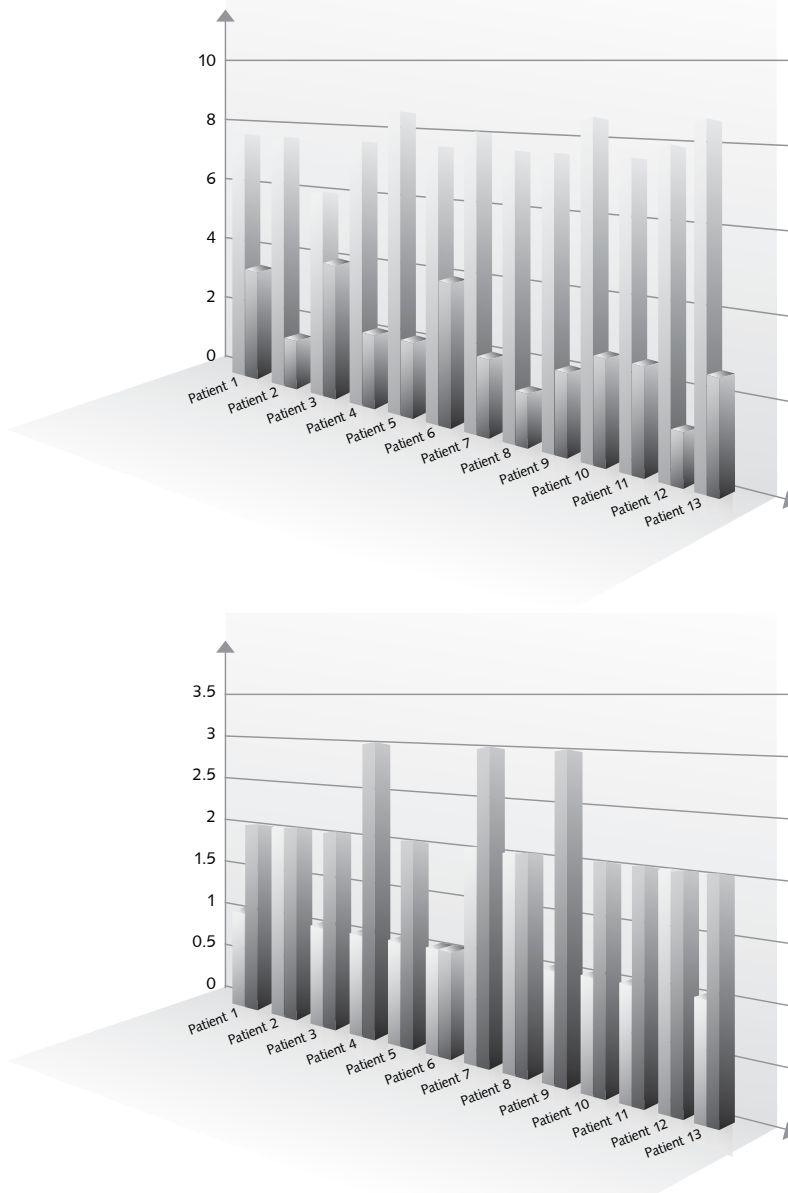 10
8
6
4
2
0
Patient 1
Patient 2
Patient 3
Patient 4
Patient 5
Patient 6
Patient 7
Patient 8
Patient 9
Patient 10
Patient 11
Patient 12
Patient 13
3.5
3
2.5
2
1.5
1
0.5
0
Patient 1
Patient 2
Patient 3
Patient 4
Patient 5
Patient 6
Patient 7
Patient 8
Patient 9
Patient 10
Patient 11
Patient 12
Patient 13